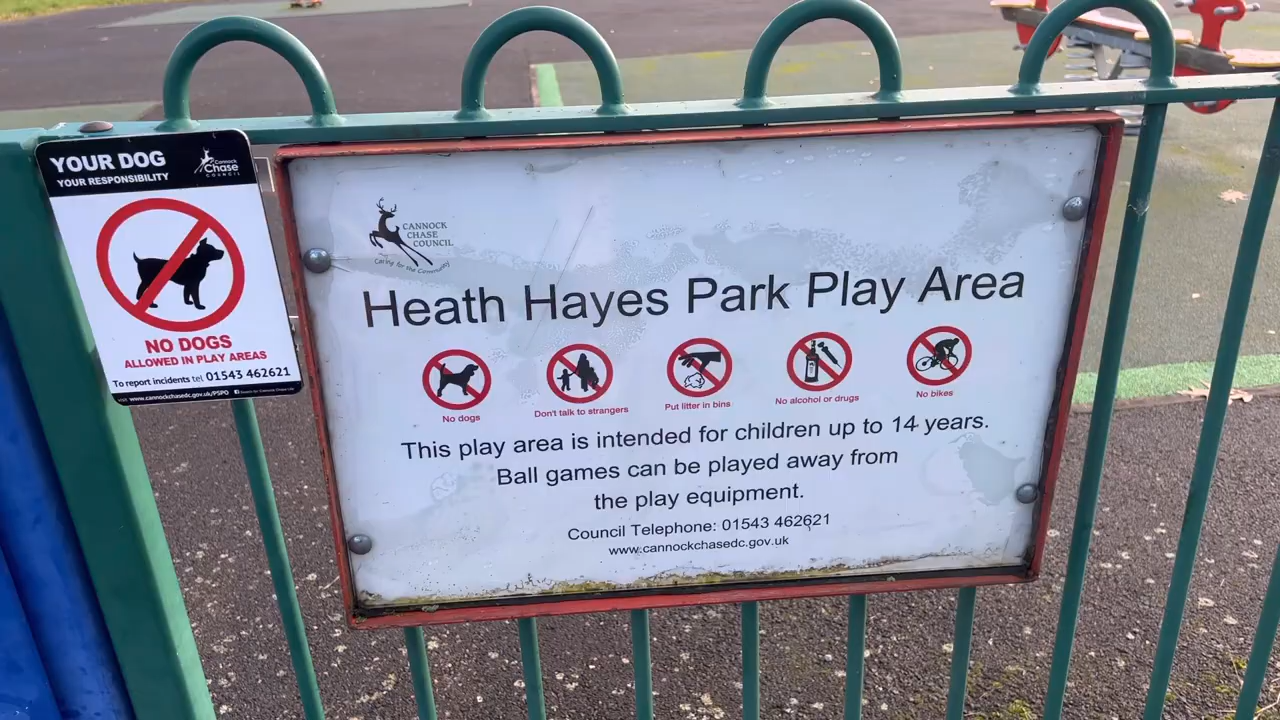 YOUR DOG
YOUR RESPONSIBILITY
Cannock
Chase
COUNCIL
NO DOGS
ALLOWED IN PLAY AREAS
To report incidents tel 01543 462621
visit www.cannockchasedc.gov.uk/PSPO
CANNOCK
CHASE
COUNCIL
Caring for the Community
Heath Hayes Park Play Area
No dogs
Don't talk to strangers
Put litter in bins
No alcohol or drugs
No bikes
This play area is intended for children up to 14 years.
Ball games can be played away from
the play equipment.
Council Telephone: 01543 462621
www.cannockchasedc.gov.uk